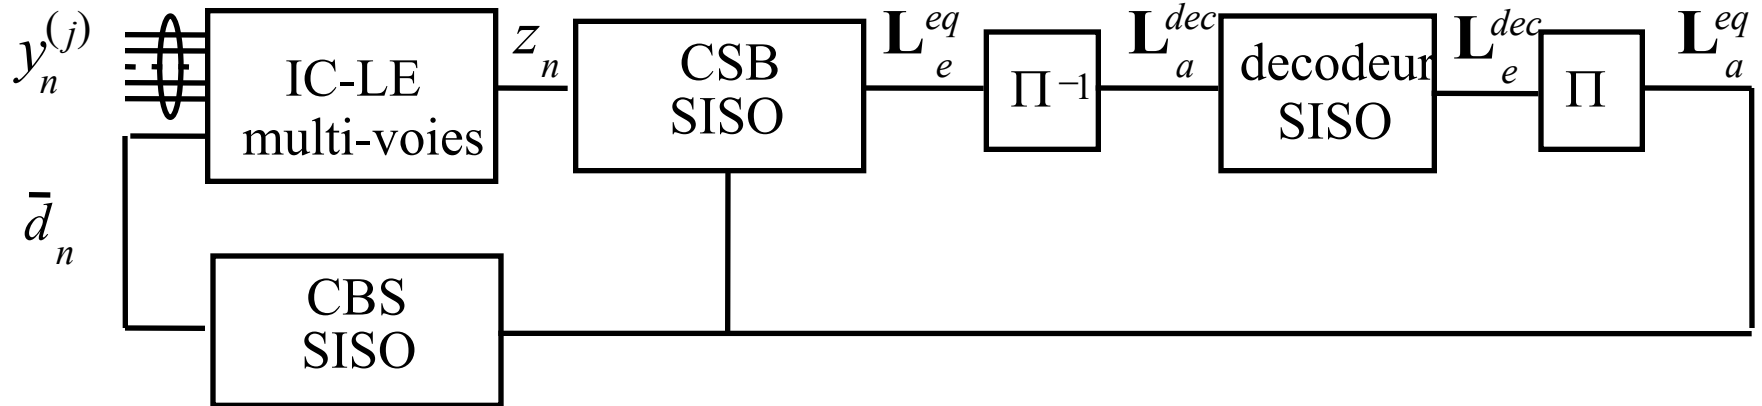 y_n^{(j)}
IC-LE
multi-voies
z_n
CSB
SISO
L_e^{eq}
Π^{-1}
L_a^{dec}
decodeur
SISO
L_e^{dec}
Π
L_a^{eq}
d̄_n
CBS
SISO